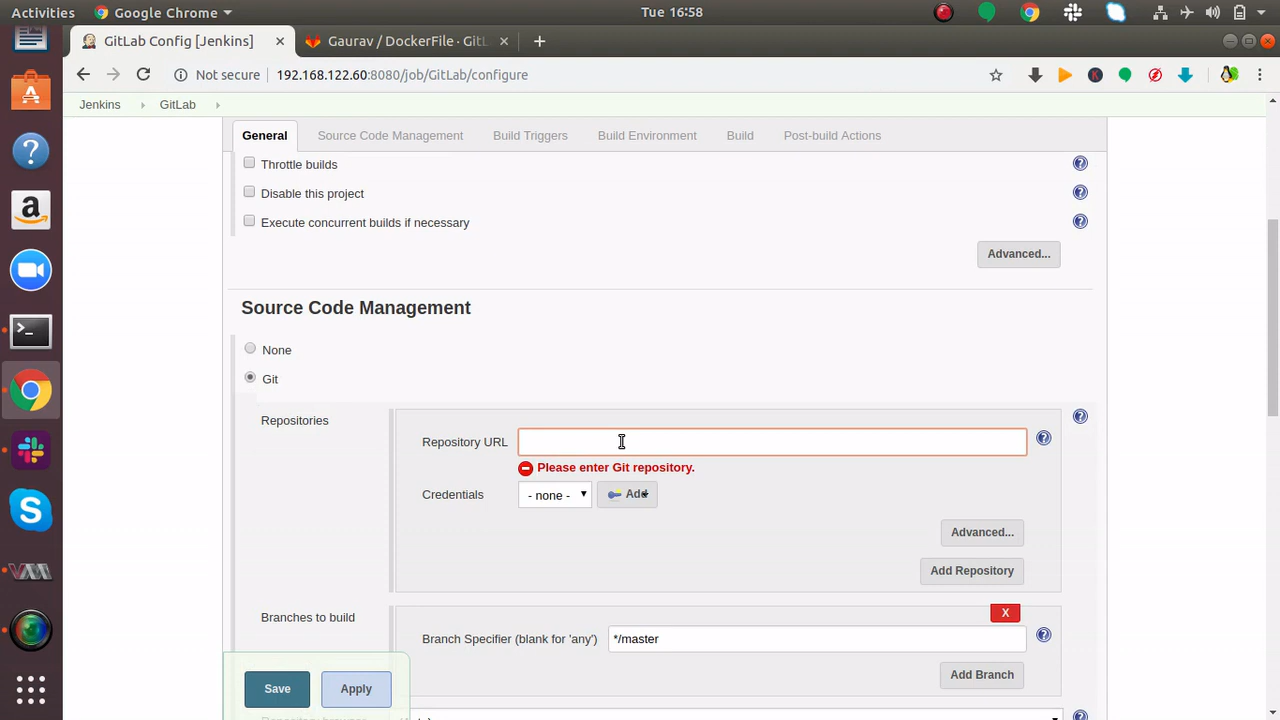 Activities
Google Chrome
Tue 16:58
GitLab Config [Jenkins]
Gaurav / DockerFile · GitL
Not secure
192.168.122.60:8080/job/GitLab/configure
Jenkins
GitLab
General
Source Code Management
Build Triggers
Build Environment
Build
Post-build Actions
Throttle builds
Disable this project
Execute concurrent builds if necessary
Advanced...
Source Code Management
None
Git
Repositories
Repository URL
Please enter Git repository.
Credentials
- none -
Add
Advanced...
Add Repository
Branches to build
X
Branch Specifier (blank for 'any')
*/master
Add Branch
Save
Apply